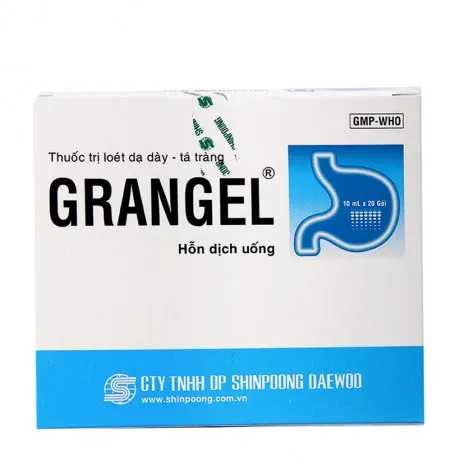 GMP-WHO
Thuốc trị loét dạ dày - tá tràng
GRANGEL®
10 mL x 20 Gói
Hỗn dịch uống
CTY TNHH DP SHINPOONG DAEWOO
www.shinpoong.com.vn